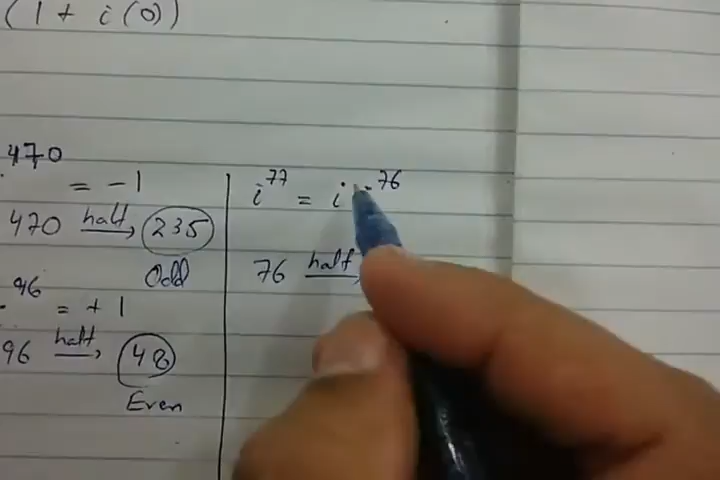 (1 + i(0)
470
= -1
470 half→ 235
Odd
96
= +1
96 half→ 48
Even
i^77 = i · i^76
76 half